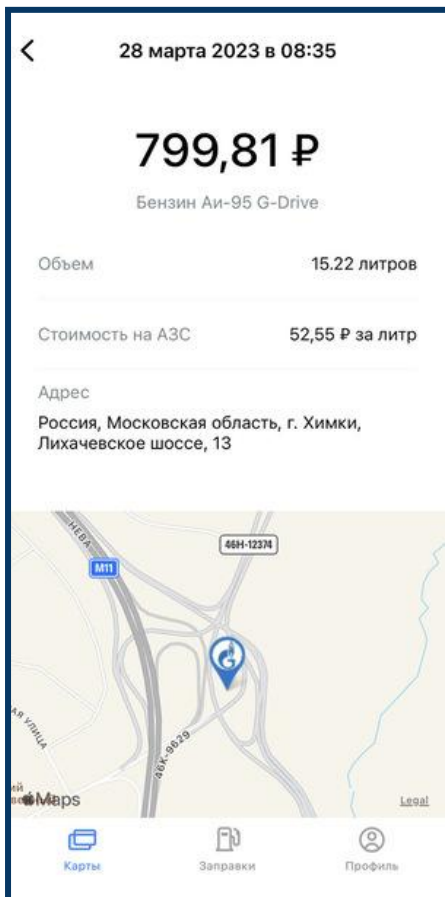 28 марта 2023 в 08:35
799,81 ₽
Бензин Аи-95 G-Drive
Объем 15.22 литров
Стоимость на АЗС 52,55 ₽ за литр
Адрес
Россия, Московская область, г. Химки,
Лихачевское шоссе, 13
НЕВА
46Н-12374
М11
46К-9629
УЛИЦА
Maps
Legal
Карты Заправки Профиль